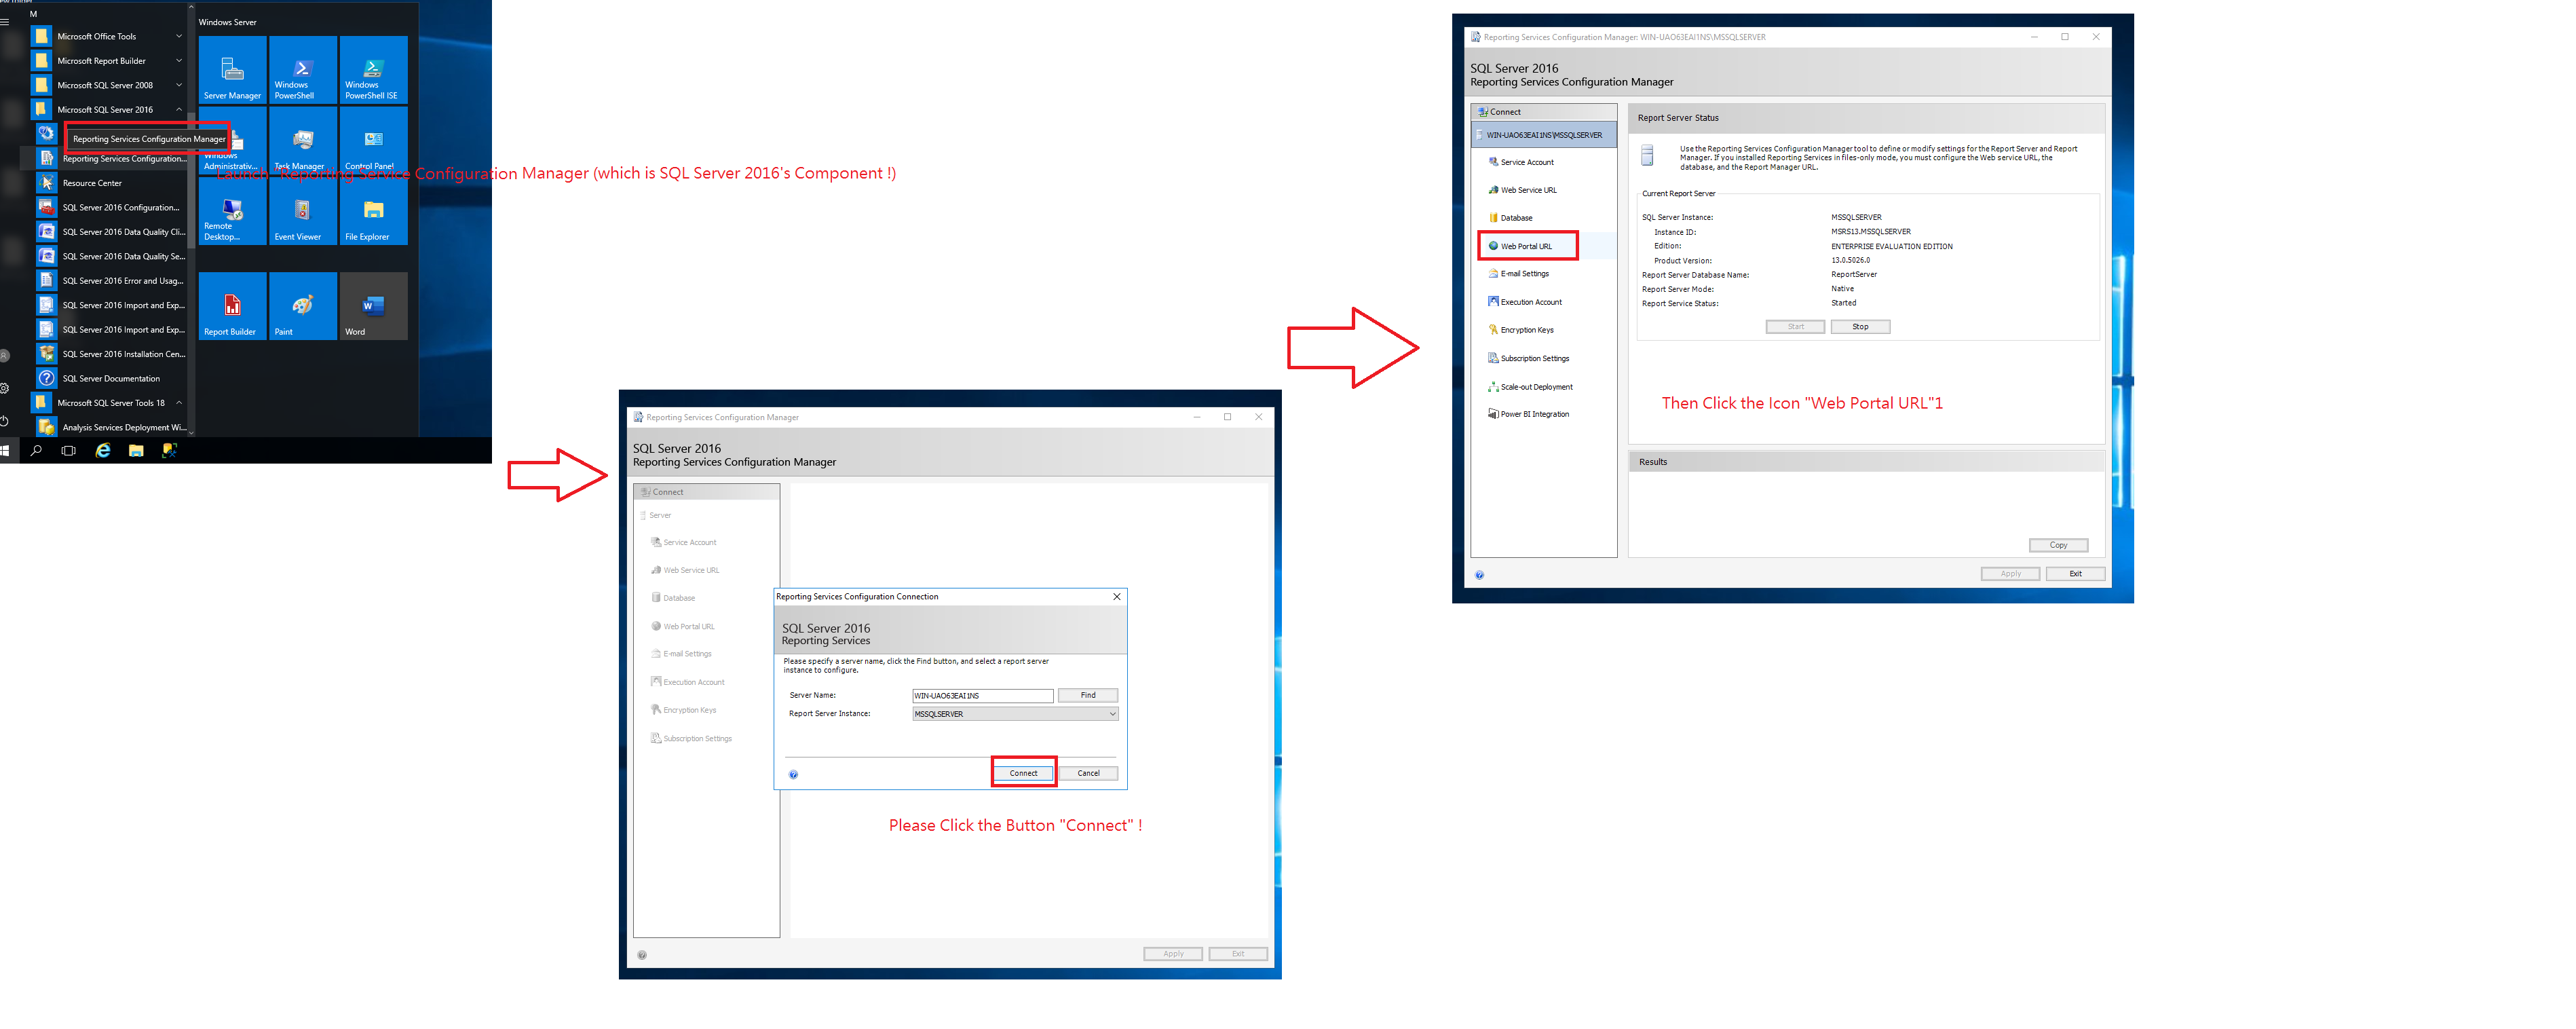 M
Microsoft Office Tools
Microsoft Report Builder
Microsoft SQL Server 2008
Microsoft SQL Server 2016
Reporting Services Configuration Manager
Reporting Services Configuration...
Resource Center
SQL Server 2016 Configuration...
SQL Server 2016 Data Quality Cli...
SQL Server 2016 Data Quality Se...
SQL Server 2016 Error and Usag...
SQL Server 2016 Import and Exp...
SQL Server 2016 Import and Exp...
SQL Server 2016 Installation Cen...
SQL Server Documentation
Microsoft SQL Server Tools 18
Analysis Services Deployment Wi...
Windows Server
Server Manager
Windows PowerShell
Windows PowerShell ISE
Windows Administrativ...
Task Manager
Control Panel
Remote Desktop...
Event Viewer
File Explorer
Report Builder
Paint
Word
Launch "Reporting Service Configuration Manager (which is SQL Server 2016's Component !)
Reporting Services Configuration Manager
SQL Server 2016
Reporting Services Configuration Manager
Connect
Server
Service Account
Web Service URL
Database
Web Portal URL
E-mail Settings
Execution Account
Encryption Keys
Subscription Settings
Reporting Services Configuration Connection
SQL Server 2016
Reporting Services
Please specify a server name, click the Find button, and select a report server
instance to configure.
Server Name:
WIN-UAO63EAI1NS
Find
Report Server Instance:
MSSQLSERVER
Connect
Cancel
Please Click the Button "Connect" !
Apply
Exit
Reporting Services Configuration Manager: WIN-UAO63EAI1NS\MSSQLSERVER
SQL Server 2016
Reporting Services Configuration Manager
Connect
WIN-UAO63EAI1NS\MSSQLSERVER
Service Account
Web Service URL
Database
Web Portal URL
E-mail Settings
Execution Account
Encryption Keys
Subscription Settings
Scale-out Deployment
Power BI Integration
Report Server Status
Use the Reporting Services Configuration Manager tool to define or modify settings for the Report Server and Report
Manager. If you installed Reporting Services in files-only mode, you must configure the Web service URL, the
database, and the Report Manager URL.
Current Report Server
SQL Server Instance: MSSQLSERVER
Instance ID: MSRS13.MSSQLSERVER
Edition: ENTERPRISE EVALUATION EDITION
Product Version: 13.0.5026.0
Report Server Database Name: ReportServer
Report Server Mode: Native
Report Service Status: Started
Start
Stop
Then Click the Icon "Web Portal URL"1
Results
Copy
Apply
Exit